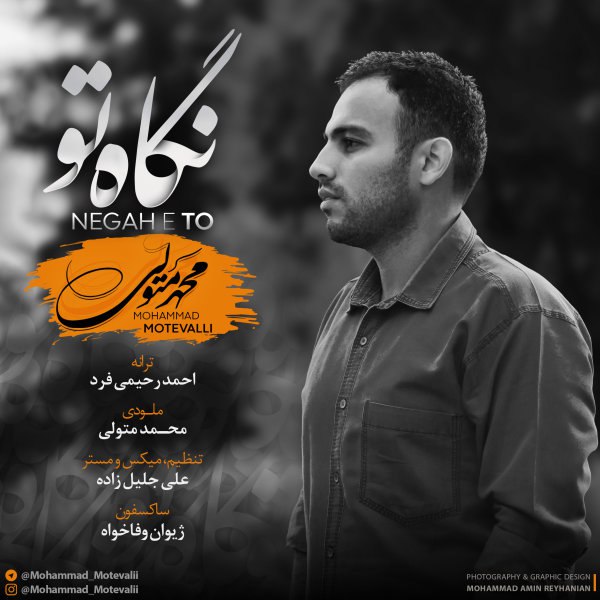 نگاه تو
NEGAH E TO
محمد متولی
MOHAMMAD
MOTEVALLI
ترانه
احمد رحیمی فرد
ملودی
محمد متولی
تنظیم، میکس و مستر
علی جلیل زاده
ساکسفون
ژیوان وفاخواه
@Mohammad_Motevalii
@Mohammad_Motevalii
PHOTOGRAPHY & GRAPHIC DESIGN
MOHAMMAD AMIN REYHANIAN